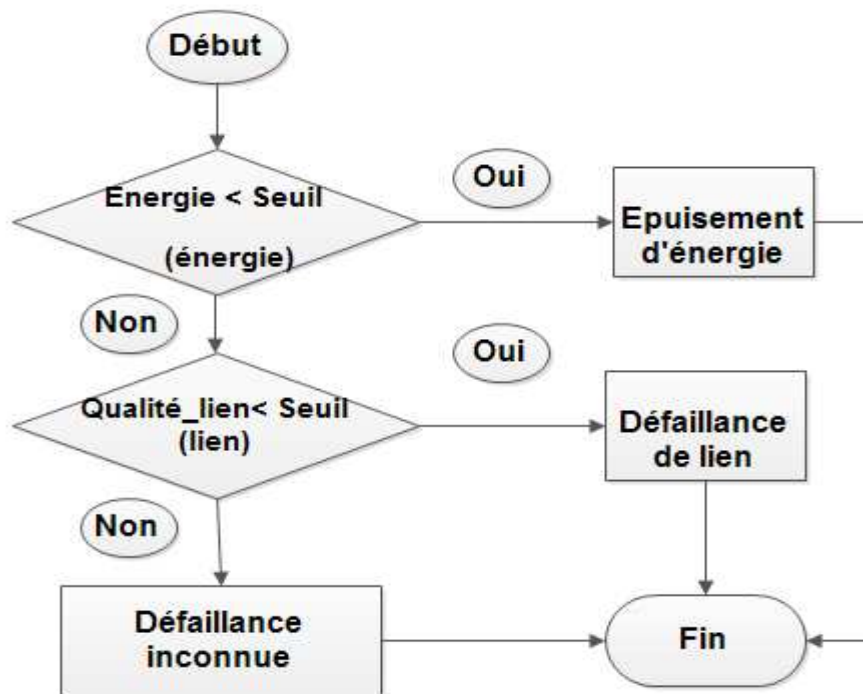 Début
Energie < Seuil
(énergie)
Oui
Epuisement
d'énergie
Non
Oui
Qualité_lien< Seuil
(lien)
Défaillance
de lien
Non
Défaillance
inconnue
Fin